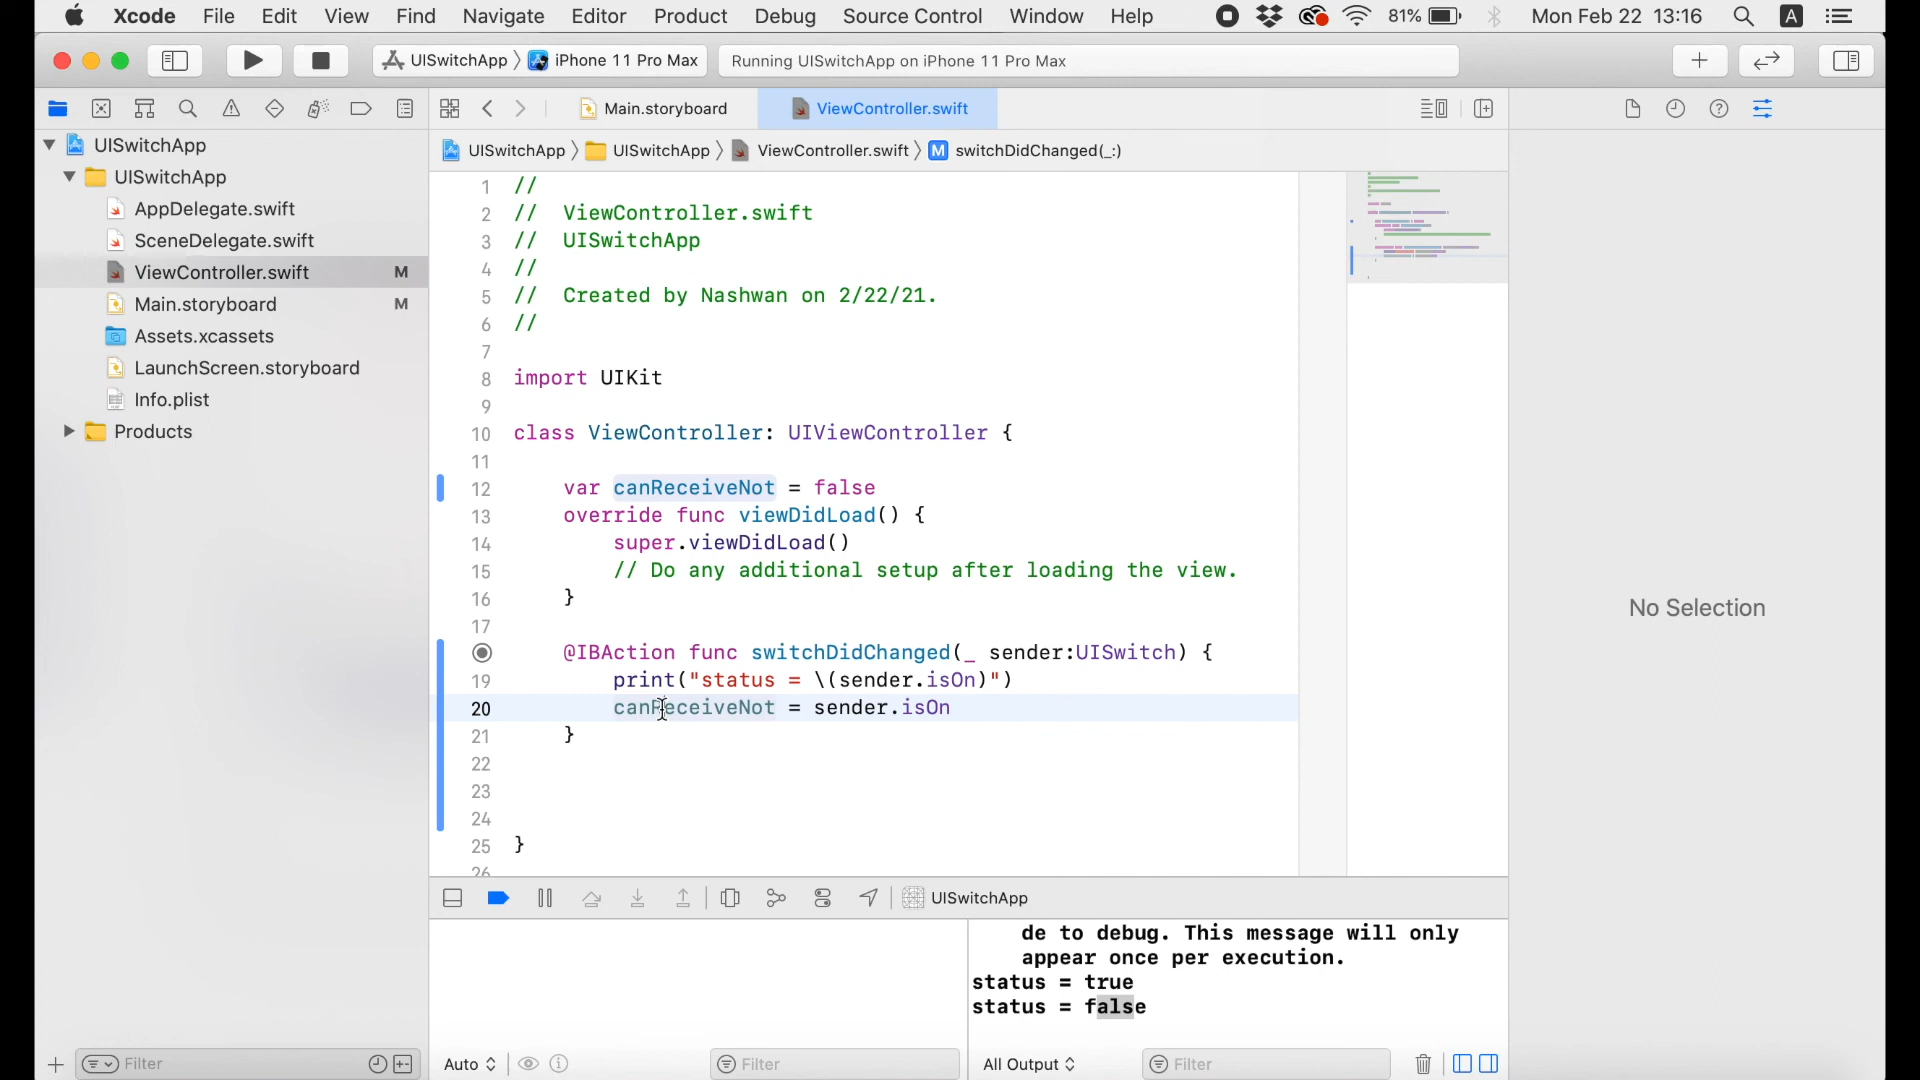 Xcode File Edit View Find Navigate Editor Product Debug Source Control Window Help 81% Mon Feb 22 13:16 A
UISwitchApp iPhone 11 Pro Max Running UISwitchApp on iPhone 11 Pro Max
Main.storyboard ViewController.swift
UISwitchApp
UISwitchApp
AppDelegate.swift
SceneDelegate.swift
ViewController.swift M
Main.storyboard M
Assets.xcassets
LaunchScreen.storyboard
Info.plist
Products
UISwitchApp UISwitchApp ViewController.swift M switchDidChanged(_:)
1 //
2 // ViewController.swift
3 // UISwitchApp
4 //
5 // Created by Nashwan on 2/22/21.
6 //
7
8 import UIKit
9
10 class ViewController: UIViewController {
11
12 var canReceiveNot = false
13 override func viewDidLoad() {
14 super.viewDidLoad()
15 // Do any additional setup after loading the view.
16 }
17
@IBAction func switchDidChanged(_ sender:UISwitch) {
19 print("status = \(sender.isOn)")
20 canReceiveNot = sender.isOn
21 }
22
23
24
25 }
26
No Selection
UISwitchApp
de to debug. This message will only
appear once per execution.
status = true
status = false
Filter Auto Filter All Output Filter